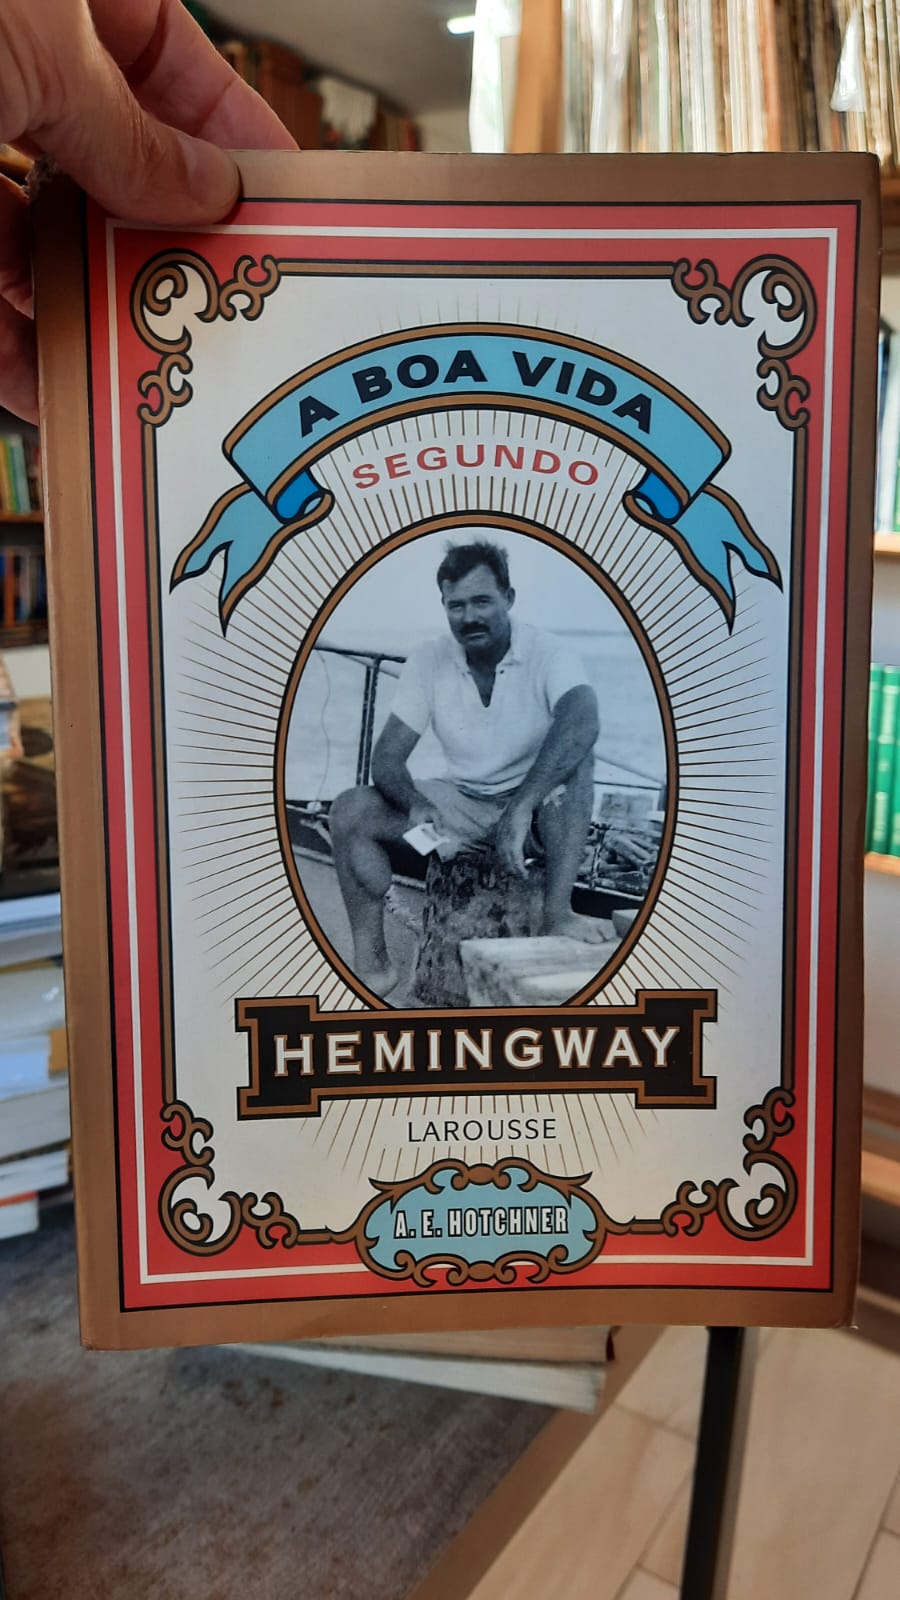 A BOA VIDA
SEGUNDO
HEMINGWAY
LAROUSSE
A. E. HOTCHNER